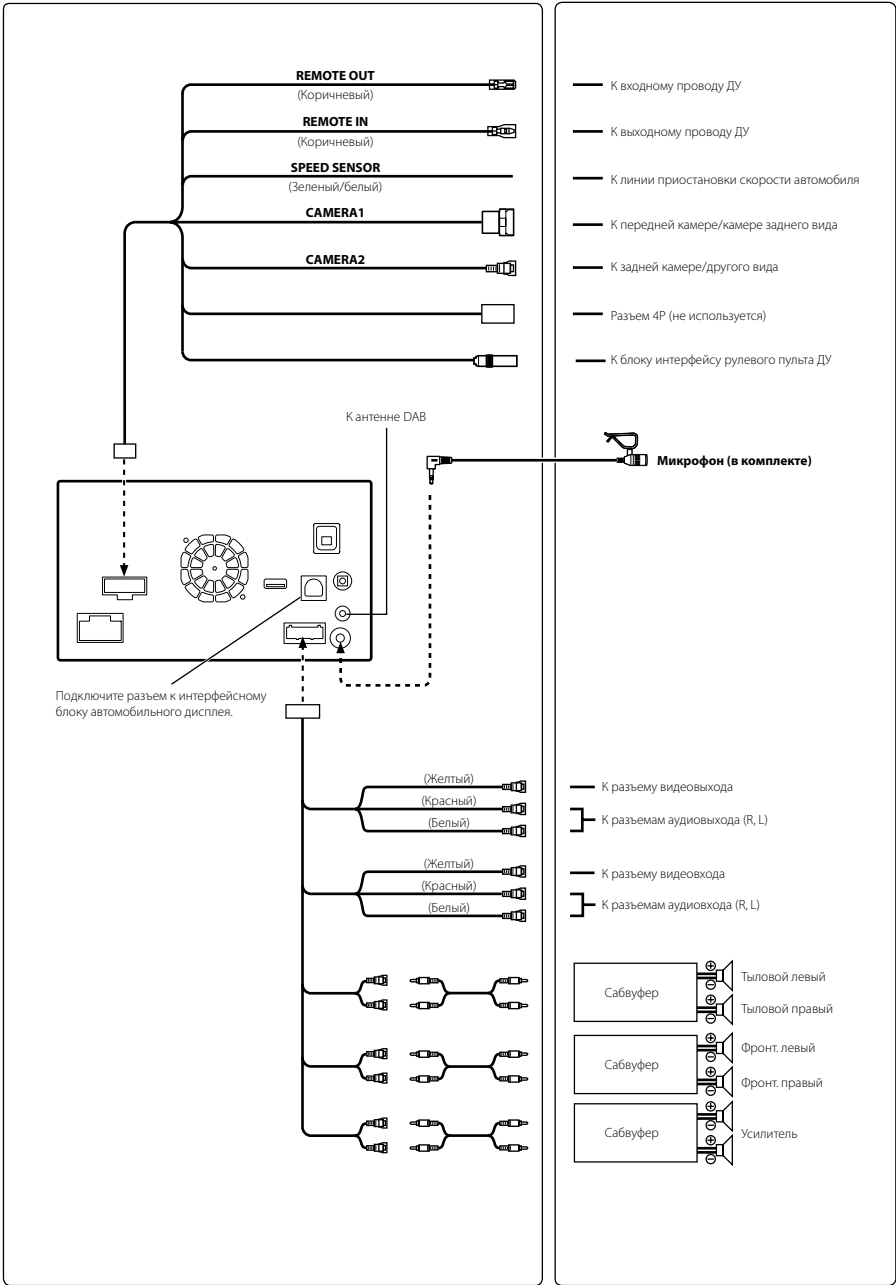 REMOTE OUT
(Коричневый)
К входному проводу ДУ
REMOTE IN
(Коричневый)
К выходному проводу ДУ
SPEED SENSOR
(Зеленый/белый)
К линии приостановки скорости автомобиля
CAMERA1
К передней камере/камере заднего вида
CAMERA2
К задней камере/другого вида
Разъем 4P (не используется)
К блоку интерфейсу рулевого пульта ДУ
К антенне DAB
Микрофон (в комплекте)
Подключите разъем к интерфейсному
блоку автомобильного дисплея.
(Желтый)
К разъему видеовыхода
(Красный)
(Белый)
К разъемам аудиовыхода (R, L)
(Желтый)
К разъему видеовхода
(Красный)
(Белый)
К разъемам аудиовхода (R, L)
Сабвуфер
Тыловой левый
Тыловой правый
Сабвуфер
Фронт. левый
Фронт. правый
Сабвуфер
Усилитель